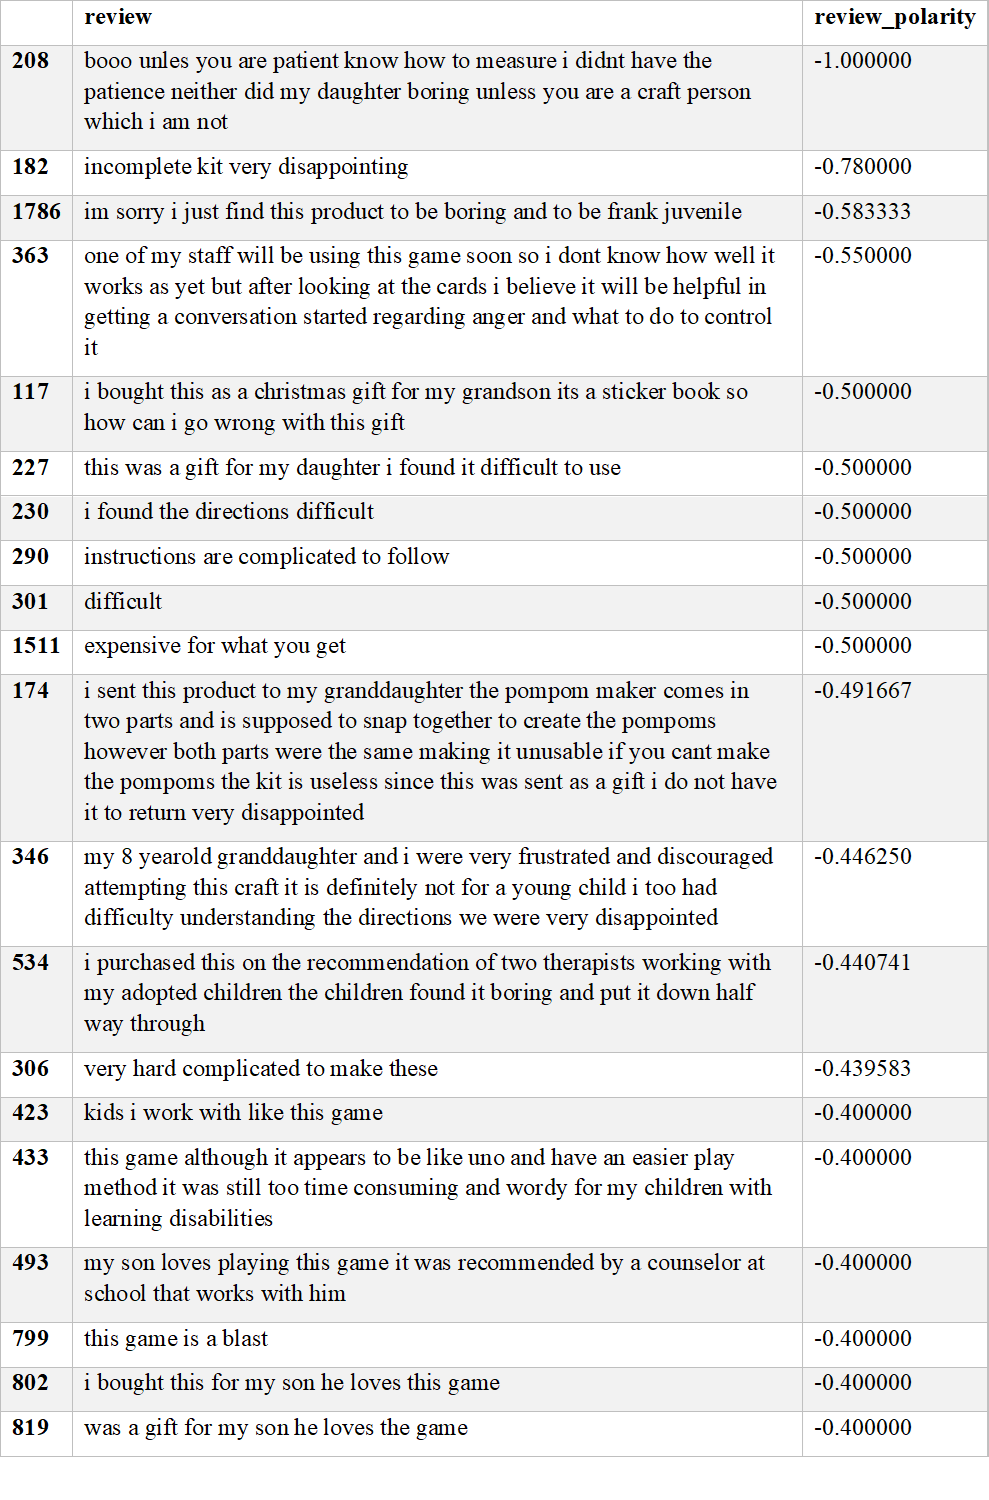 review review_polarity
208 booo unles you are patient know how to measure i didnt have the -1.000000
patience neither did my daughter boring unless you are a craft person
which i am not
182 incomplete kit very disappointing -0.780000
1786 im sorry i just find this product to be boring and to be frank juvenile -0.583333
363 one of my staff will be using this game soon so i dont know how well it -0.550000
works as yet but after looking at the cards i believe it will be helpful in
getting a conversation started regarding anger and what to do to control
it
117 i bought this as a christmas gift for my grandson its a sticker book so -0.500000
how can i go wrong with this gift
227 this was a gift for my daughter i found it difficult to use -0.500000
230 i found the directions difficult -0.500000
290 instructions are complicated to follow -0.500000
301 difficult -0.500000
1511 expensive for what you get -0.500000
174 i sent this product to my granddaughter the pompom maker comes in -0.491667
two parts and is supposed to snap together to create the pompoms
however both parts were the same making it unusable if you cant make
the pompoms the kit is useless since this was sent as a gift i do not have
it to return very disappointed
346 my 8 yearold granddaughter and i were very frustrated and discouraged -0.446250
attempting this craft it is definitely not for a young child i too had
difficulty understanding the directions we were very disappointed
534 i purchased this on the recommendation of two therapists working with -0.440741
my adopted children the children found it boring and put it down half
way through
306 very hard complicated to make these -0.439583
423 kids i work with like this game -0.400000
433 this game although it appears to be like uno and have an easier play -0.400000
method it was still too time consuming and wordy for my children with
learning disabilities
493 my son loves playing this game it was recommended by a counselor at -0.400000
school that works with him
799 this game is a blast -0.400000
802 i bought this for my son he loves this game -0.400000
819 was a gift for my son he loves the game -0.400000